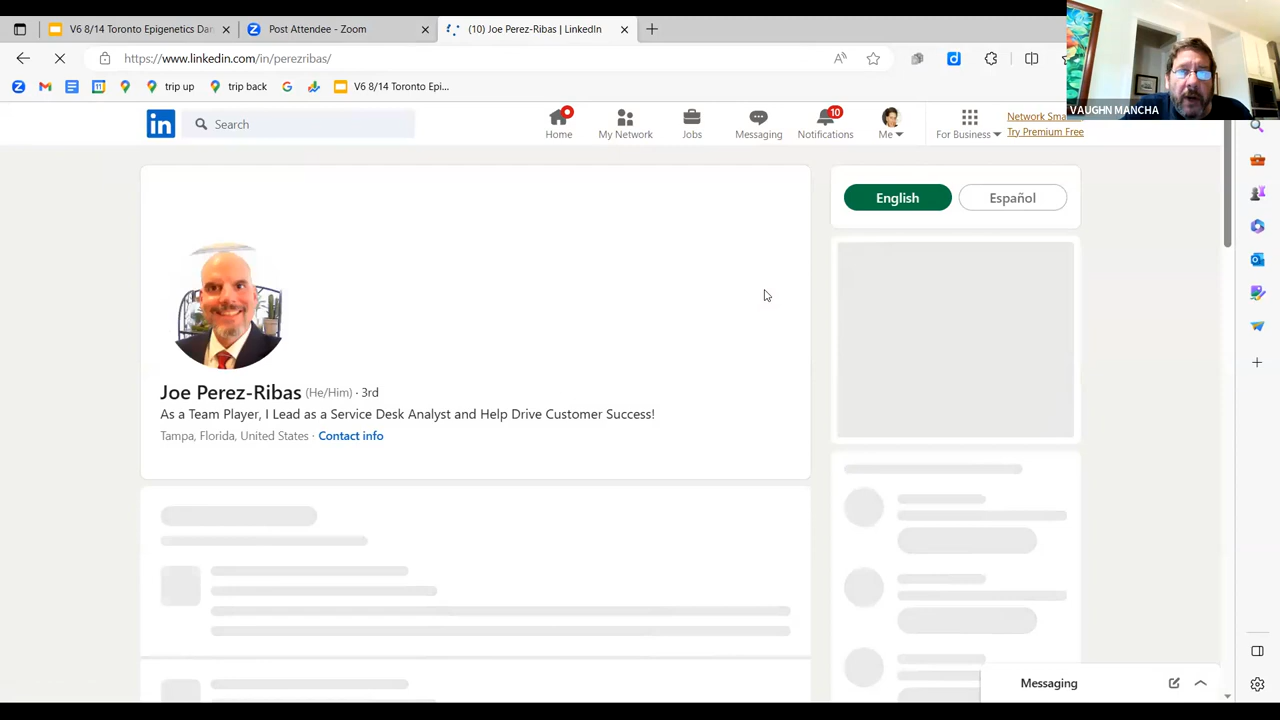 V6 8/14 Toronto Epigenetics Dan
Post Attendee - Zoom
(10) Joe Perez-Ribas | LinkedIn
https://www.linkedin.com/in/perezribas/
trip up
trip back
V6 8/14 Toronto Epi...
VAUGHN MANCHA
in
Search
Home
My Network
Jobs
Messaging
10
Notifications
Me
For Business
Network Sma
Try Premium Free
English
Español
Joe Perez-Ribas (He/Him) · 3rd
As a Team Player, I Lead as a Service Desk Analyst and Help Drive Customer Success!
Tampa, Florida, United States · Contact info
Messaging